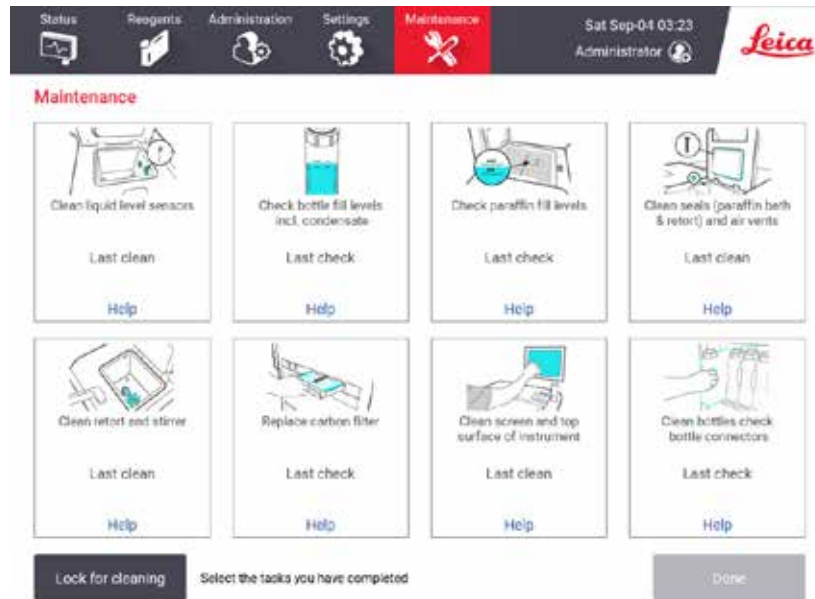 Status Reagents Administration Settings Maintenance
Sat Sep-04 03:23
Administrator
Leica
Maintenance
Clean liquid level sensors
Last clean
Help
Check bottle fill levels
incl. condensate
Last check
Help
Check paraffin fill levels
Last check
Help
Clean seals (paraffin bath
& retort) and air vents
Last clean
Help
Clean retort and stirrer
Last clean
Help
Replace carbon filter
Last check
Help
Clean screen and top
surface of instrument
Last clean
Help
Clean bottles check
bottle connectors
Last check
Help
Lock for cleaning
Select the tasks you have completed
Done